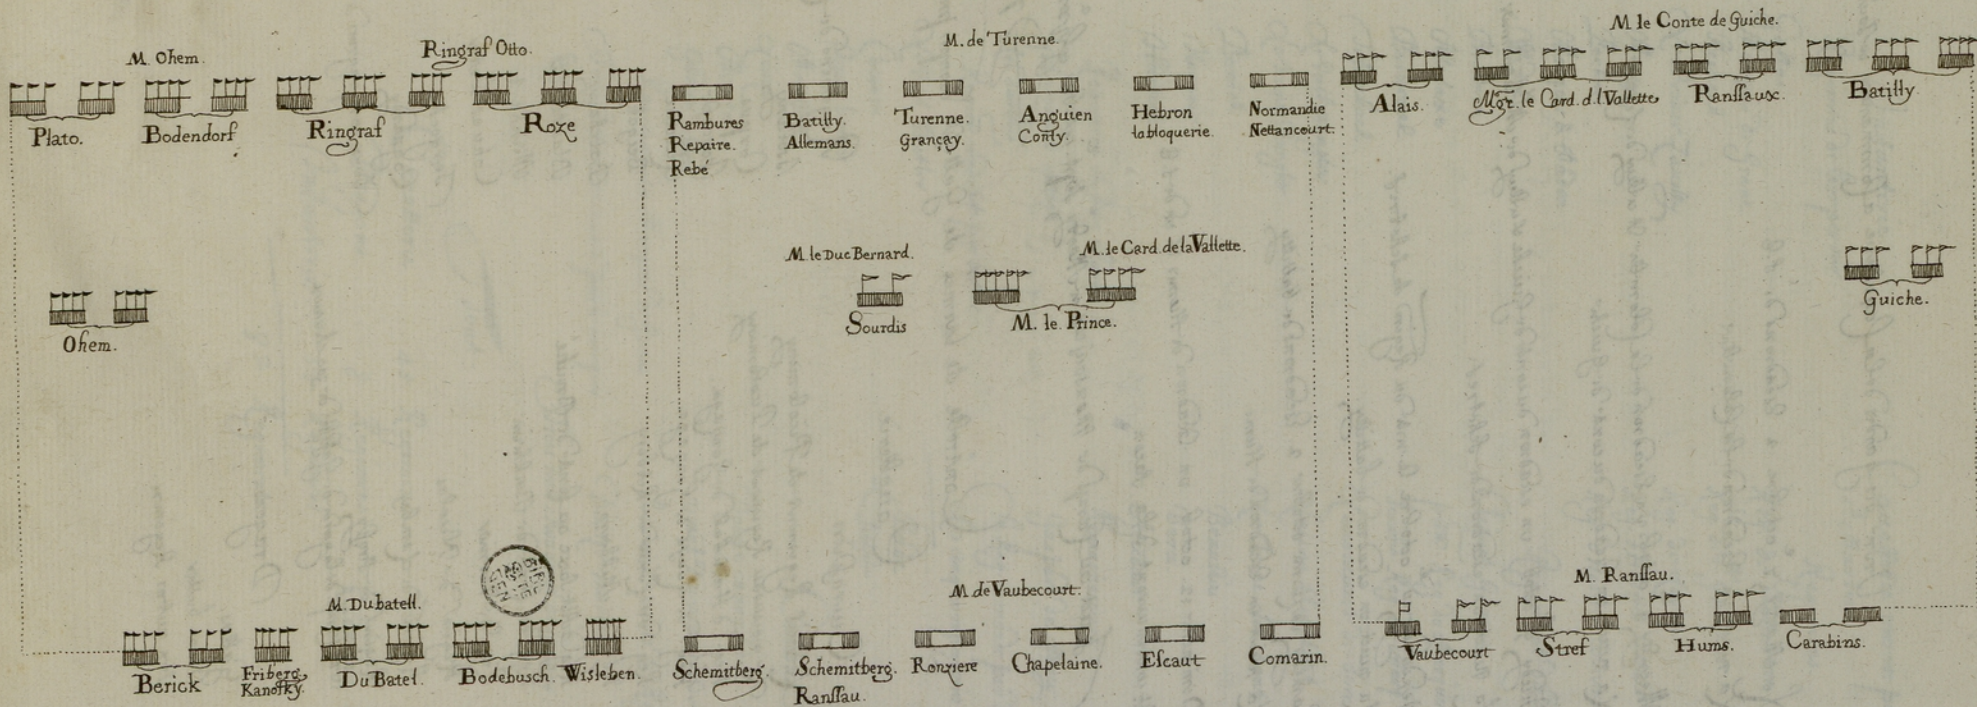 M. Ohem.
Ringraf Otto.
M. de Turenne.
M. le Conte de Guiche.
Plato.
Bodendorf
Ringraf
Roze
Rambures
Repaire.
Rebé
Batilly.
Allemans.
Turenne.
Grançay.
Anguien
Conty.
Hebron
la bloquerie.
Normandie
Nettancourt.
Alais.
Mgr. le Card. d. l Vallette
Ranssaux.
Batilly
M. le Duc Bernard.
M. le Card. de la Vallette.
Ohem.
Sourdis
M. le Prince.
Guiche.
M. Dubatell.
M. de Vaubecourt.
M. Ranssau.
Berick
Friberg,
Kanofky.
Du Batel.
Bodebusch.
Wisleben.
Schemitberg.
Schemitberg.
Ranssau.
Ronziere
Chapelaine.
Escaut
Comarin.
Vaubecourt
Stref
Hums.
Carabins.